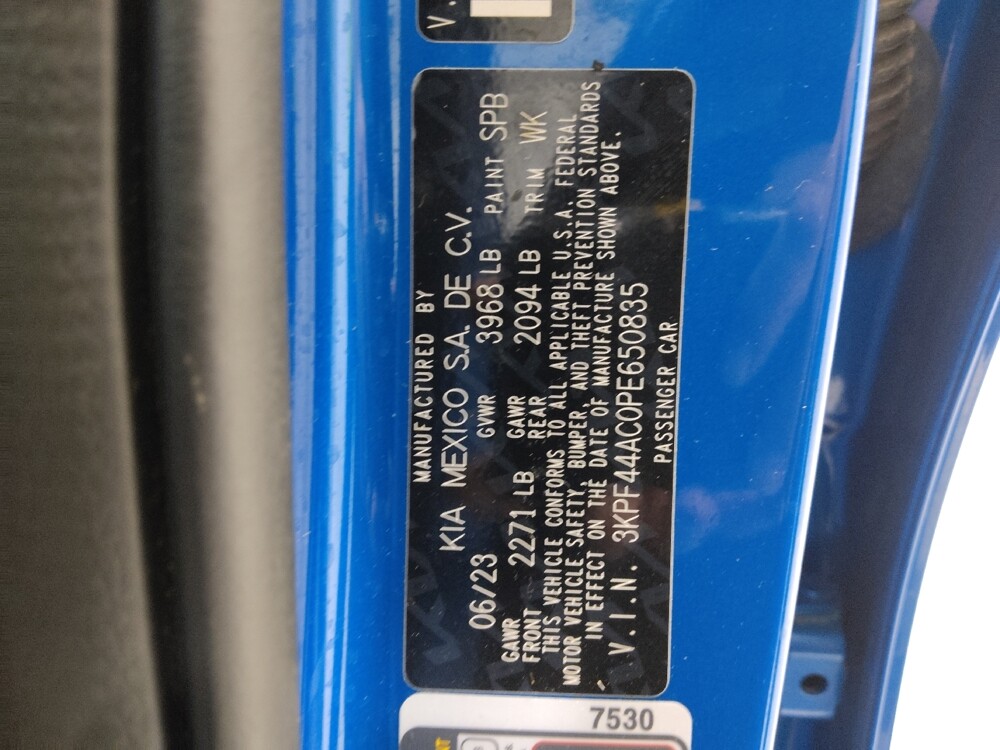 V.
MANUFACTURED BY
KIA MEXICO S.A. DE C.V.
06/23 GVWR 3968 LB PAINT SPB
GAWR FRONT 2271 LB GAWR REAR 2094 LB TRIM WK
THIS VEHICLE CONFORMS TO ALL APPLICABLE U.S.A. FEDERAL
MOTOR VEHICLE SAFETY, BUMPER, AND THEFT PREVENTION STANDARDS
IN EFFECT ON THE DATE OF MANUFACTURE SHOWN ABOVE.
V.I.N. 3KPF44AC0PE650835
PASSENGER CAR
7530